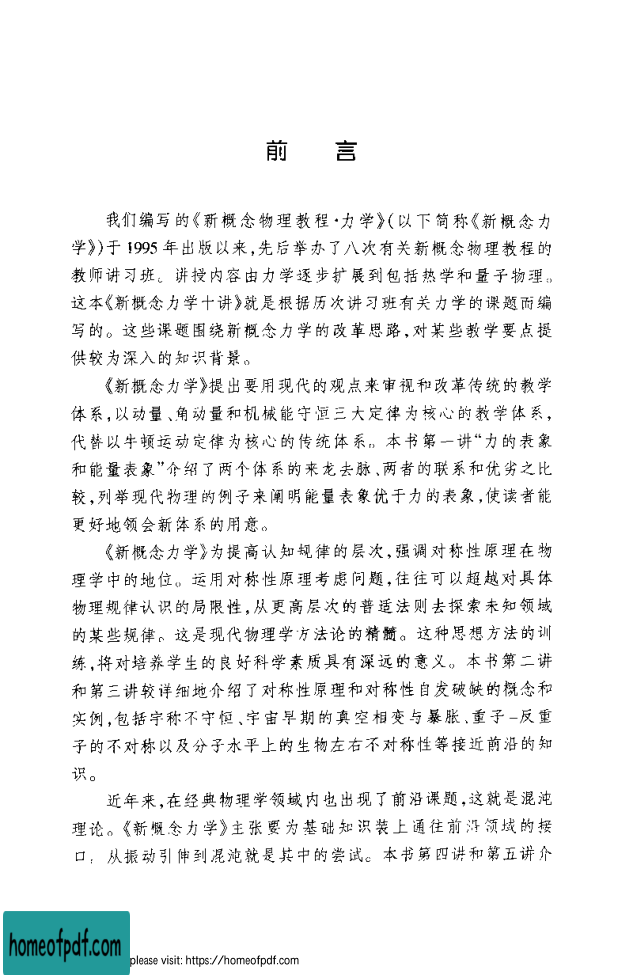 前 言
我们编写的《新概念物理教程·力学》(以下简称《新概念力
学》)于 1995 年出版以来,先后举办了八次有关新概念物理教程的
教师讲习班。讲授内容由力学逐步扩展到包括热学和量子物理。
这本《新概念力学十讲》就是根据历次讲习班有关力学的课题而编
写的。这些课题围绕新概念力学的改革思路,对某些教学要点提
供较为深入的知识背景。
《新概念力学》提出要用现代的观点来审视和改革传统的教学
体系,以动量、角动量和机械能守恒三大定律为核心的教学体系,
代替以牛顿运动定律为核心的传统体系。本书第一讲“力的表象
和能量表象”介绍了两个体系的来龙去脉、两者的联系和优劣之比
较,列举现代物理的例子来阐明能量表象优于力的表象,使读者能
更好地领会新体系的用意。
《新概念力学》为提高认知规律的层次,强调对称性原理在物
理学中的地位。运用对称性原理考虑问题,往往可以超越对具体
物理规律认识的局限性,从更高层次的普适法则去探索未知领域
的某些规律。这是现代物理学方法论的精髓。这种思想方法的训
练,将对培养学生的良好科学素质具有深远的意义。本书第二讲
和第三讲较详细地介绍了对称性原理和对称性自发破缺的概念和
实例,包括宇称不守恒、宇宙早期的真空相变与暴胀、重子–反重
子的不对称以及分子水平上的生物左右不对称性等接近前沿的知
识。
近年来,在经典物理学领域内也出现了前沿课题,这就是混沌
理论。《新概念力学》主张要为基础知识装上通往前沿领域的接
口,从振动引伸到混沌就是其中的尝试。本书第四讲和第五讲介
homeofpdf.com
please visit: https://homeofpdf.com